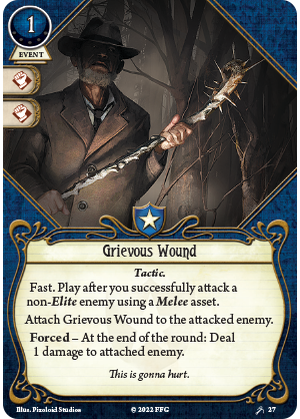 1
EVENT
Grievous Wound
Tactic.
Fast. Play after you successfully attack a
non-Elite enemy using a Melee asset.
Attach Grievous Wound to the attacked enemy.
Forced – At the end of the round: Deal
1 damage to attached enemy.
This is gonna hurt.
Illus. Pixoloid Studios © 2022 FFG 27